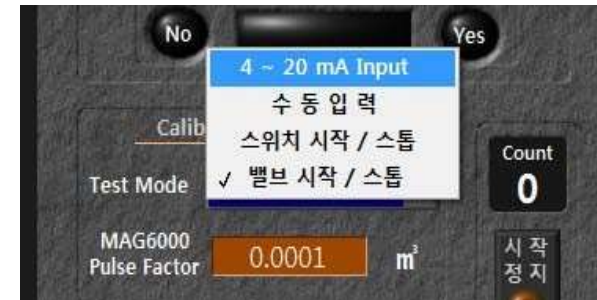 No
Yes
4 ~ 20 mA Input
수 동 입 력
스위치 시작 / 스톱
✓ 밸브 시작 / 스톱
Calib
Test Mode
Count
0
MAG6000
Pulse Factor
0.0001
m³
시 작
정 지